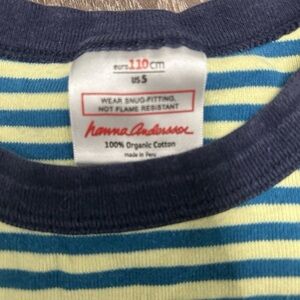 euro 110 cm
US 5
WEAR SNUG-FITTING,
NOT FLAME RESISTANT
hanna andersson
100% Organic Cotton
made in Peru